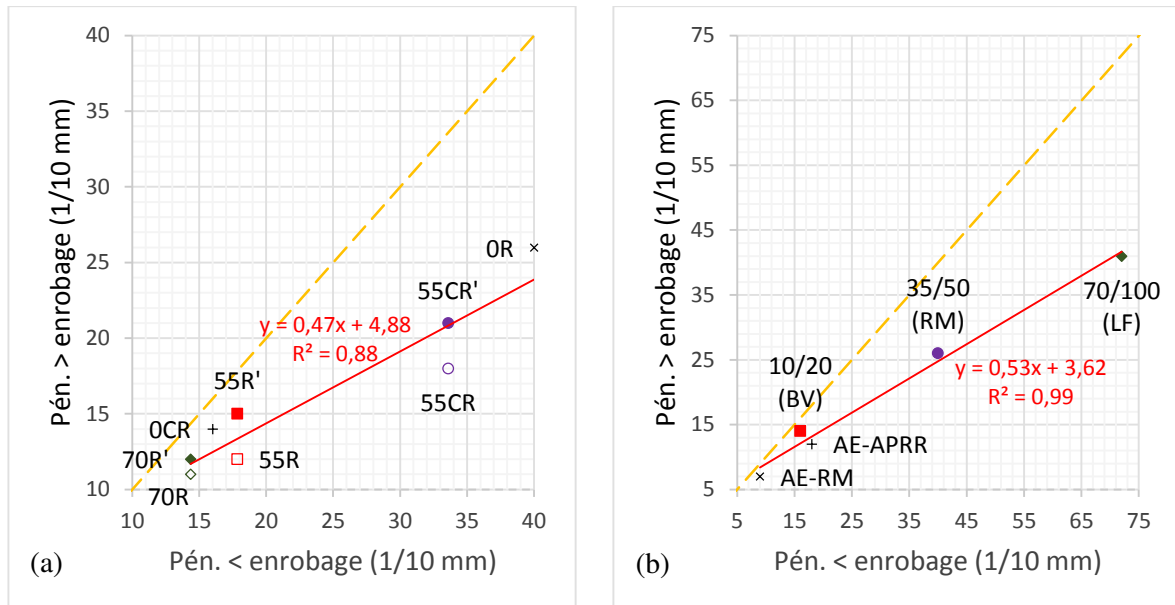 40
35
30
25
20
15
10
Pén. > enrobage (1/10 mm)
0R
55CR'
y = 0,47x + 4,88
R² = 0,88
55R'
55CR
0CR
70R'
55R
70R
10 15 20 25 30 35 40
(a)
Pén. < enrobage (1/10 mm)
75
65
55
45
35
25
15
5
Pén. > enrobage (1/10 mm)
35/50
(RM)
70/100
(LF)
10/20
(BV)
y = 0,53x + 3,62
R² = 0,99
AE-APRR
AE-RM
5 15 25 35 45 55 65 75
(b)
Pén. < enrobage (1/10 mm)